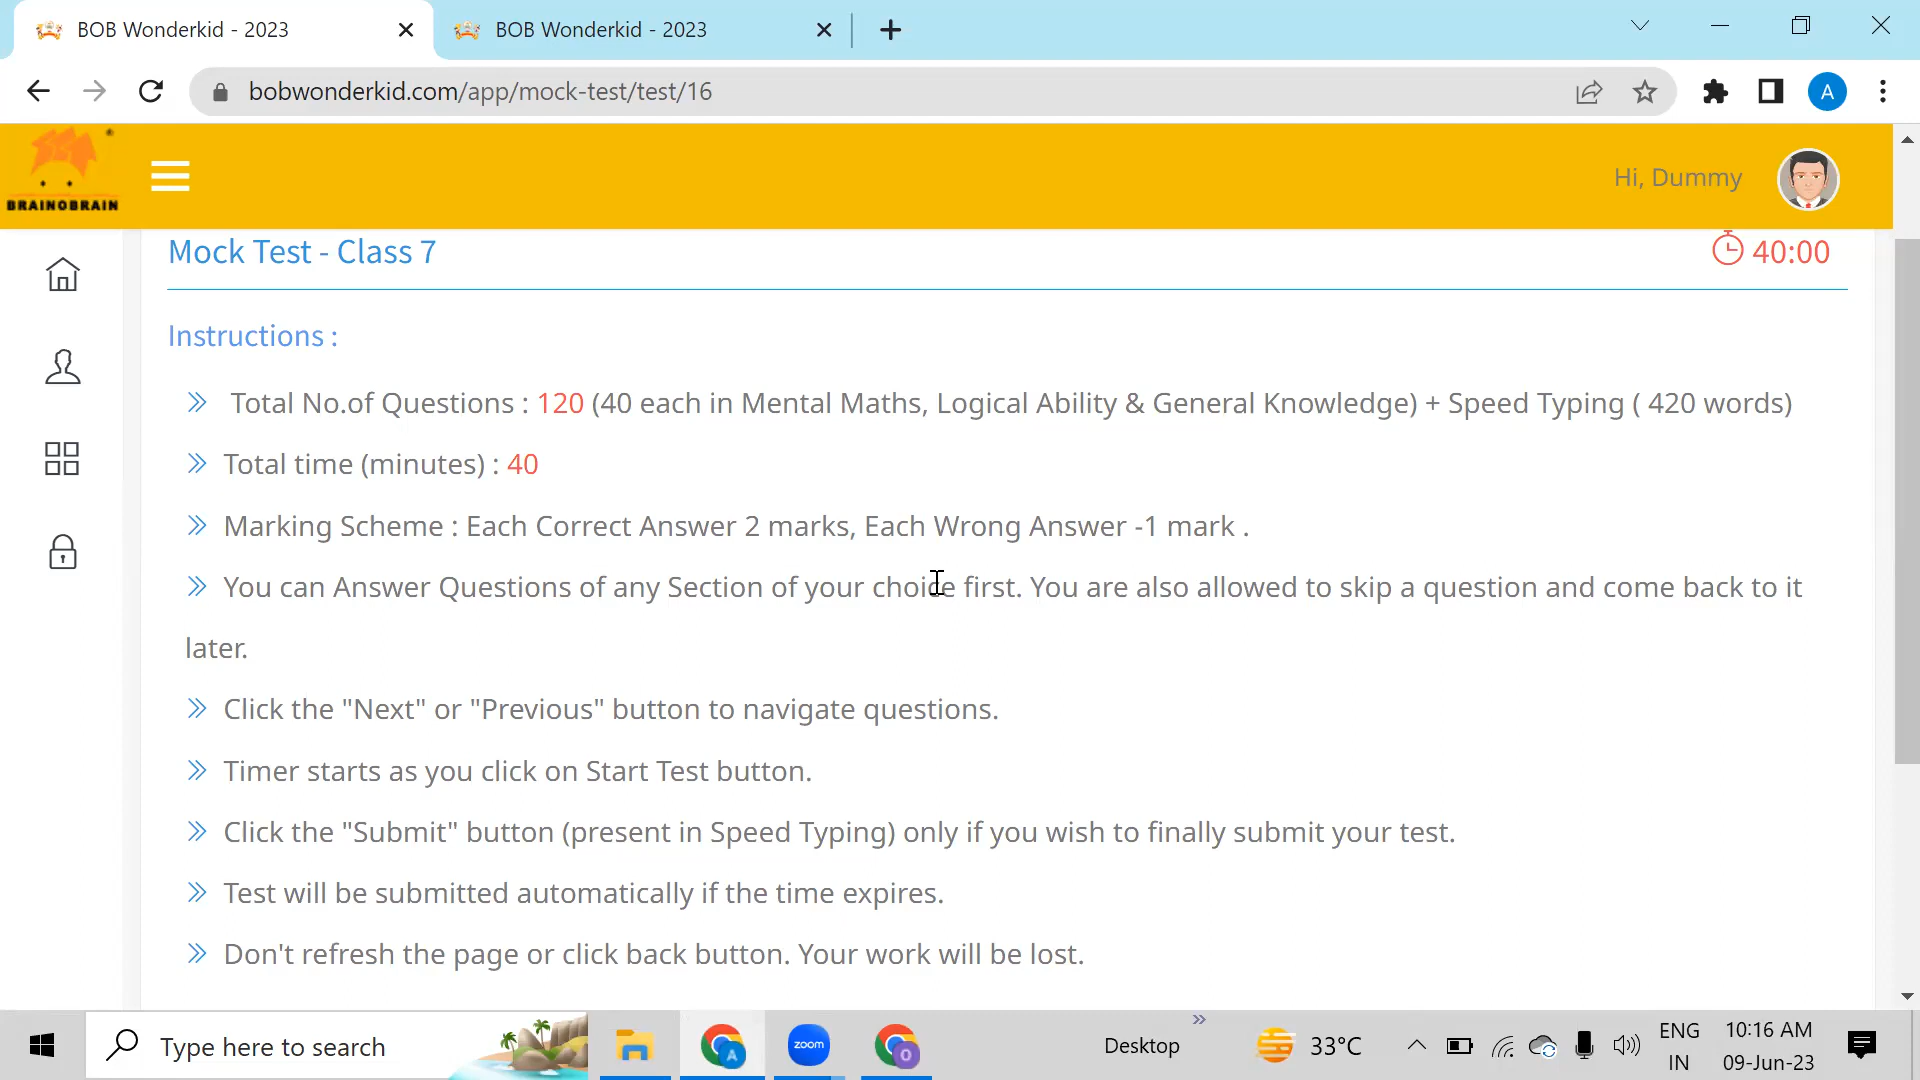 BOB Wonderkid - 2023
BOB Wonderkid - 2023
bobwonderkid.com/app/mock-test/test/16
A
BRAINOBRAIN
Hi, Dummy
Mock Test - Class 7
40:00
Instructions :
Total No.of Questions : 120 (40 each in Mental Maths, Logical Ability & General Knowledge) + Speed Typing ( 420 words)
Total time (minutes) : 40
Marking Scheme : Each Correct Answer 2 marks, Each Wrong Answer -1 mark .
You can Answer Questions of any Section of your choice first. You are also allowed to skip a question and come back to it
later.
Click the "Next" or "Previous" button to navigate questions.
Timer starts as you click on Start Test button.
Click the "Submit" button (present in Speed Typing) only if you wish to finally submit your test.
Test will be submitted automatically if the time expires.
Don't refresh the page or click back button. Your work will be lost.
Type here to search
A
zoom
O
Desktop
33°C
ENG
IN
10:16 AM
09-Jun-23